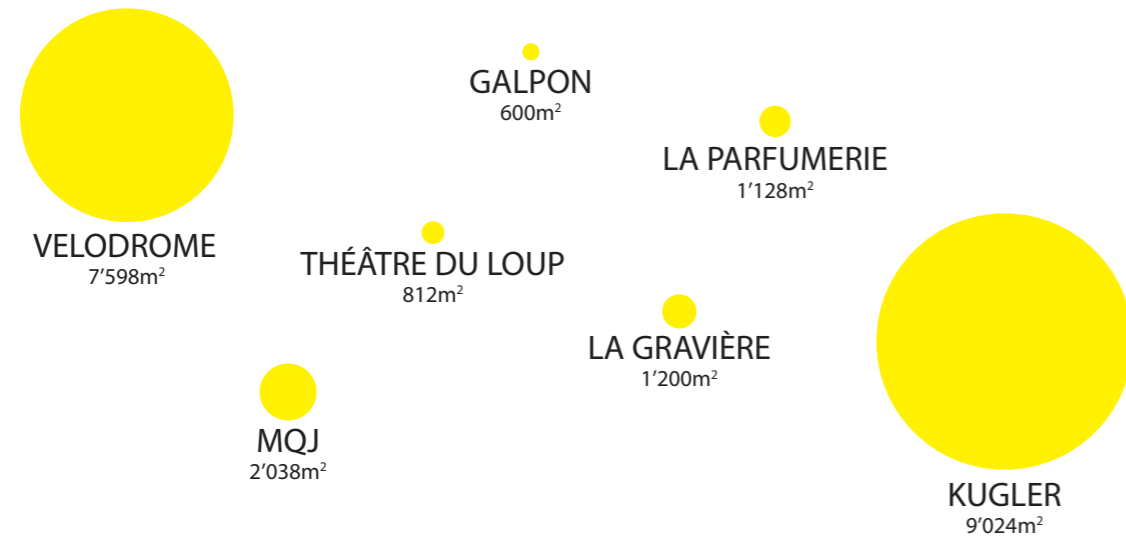 GALPON
600m²
LA PARFUMERIE
1’128m²
VELODROME
7’598m²
THÉÂTRE DU LOUP
812m²
LA GRAVIÈRE
1’200m²
MQJ
2’038m²
KUGLER
9’024m²